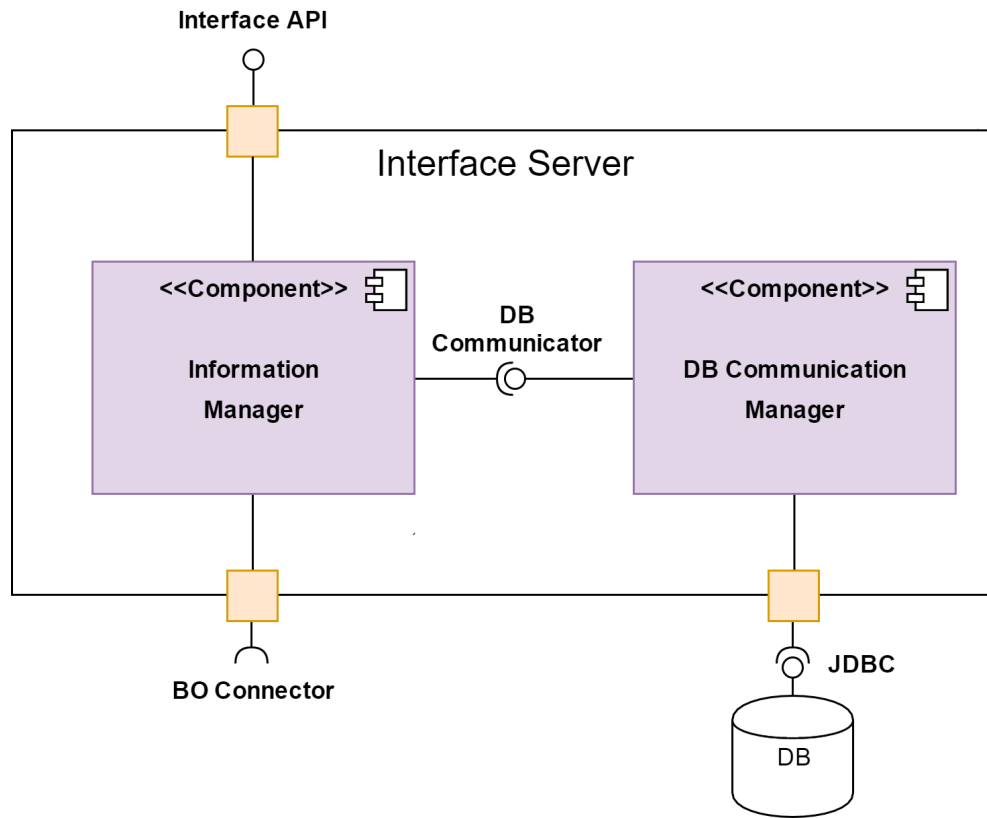 Interface API
Interface Server
<<Component>>
Information
Manager
DB
Communicator
<<Component>>
DB Communication
Manager
BO Connector
JDBC
DB